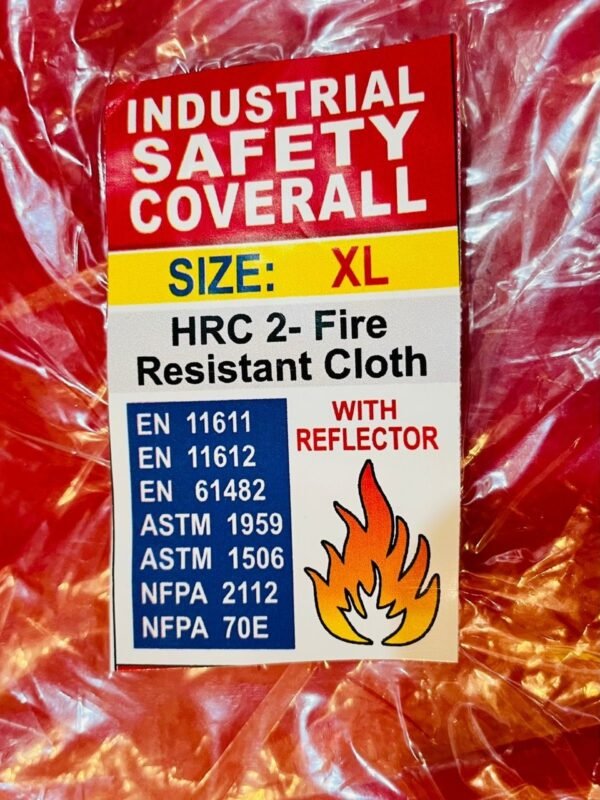 INDUSTRIAL
SAFETY
COVERALL
SIZE: XL
HRC 2- Fire
Resistant Cloth
EN 11611
EN 11612
EN 61482
ASTM 1959
ASTM 1506
NFPA 2112
NFPA 70E
WITH
REFLECTOR